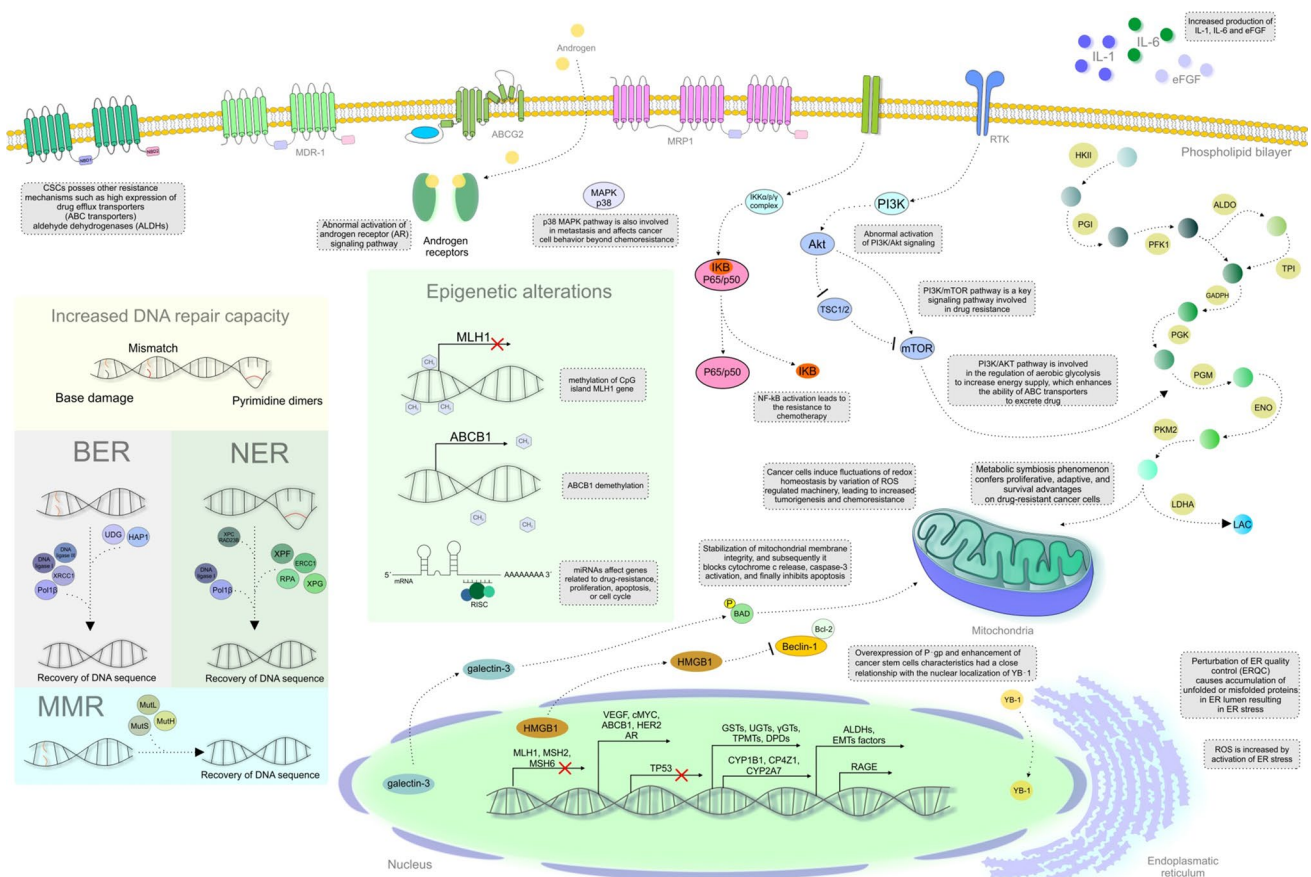 Androgen
IL-1
IL-6
eFGF
Increased production of
IL-1, IL-6 and eFGF
NBD1
NBD2
MDR-1
ABCG2
MRP1
RTK
Phospholipid bilayer
CSCs posses other resistance
mechanisms such as high expression of
drug efflux transporters
(ABC transporters)
aldehyde dehydrogenases (ALDHs)
Abnormal activation of
androgen receptor (AR)
signaling pathway
Androgen
receptors
MAPK
p38
p38 MAPK pathway is also involved
in metastasis and affects cancer
cell behavior beyond chemoresistance
complex
PI3K
Akt
Abnormal activation
of PI3K/Akt signaling
IKB
P65/p50
TSC1/2
mTOR
PI3K/mTOR pathway is a key
signaling pathway involved
in drug resistance
P65/p50
IKB
NF-kB activation leads to
the resistance to
chemotherapy
PI3K/AKT pathway is involved
in the regulation of aerobic glycolysis
to increase energy supply, which enhances
the ability of ABC transporters
to excrete drug
HKII
PGI
PFK1
ALDO
TPI
GADPH
PGK
PGM
ENO
PKM2
LDHA
LAC
Increased DNA repair capacity
Mismatch
Base damage
Pyrimidine dimers
BER
UDG
HAP1
DNA
ligase III
DNA
ligase I
XRCC1
Pol1β
Recovery of DNA sequence
NER
XPC
RAD23B
XPF
ERCC1
RPA
XPG
DNA
ligase I
Pol1β
Recovery of DNA sequence
MMR
MutL
MutS
MutH
Recovery of DNA sequence
Epigenetic alterations
MLH1
CH₃
CH₃
CH₃
methylation of CpG
island MLH1 gene
ABCB1
CH₃
CH₃
CH₃
ABCB1 demethylation
5´
mRNA
AAAAAAAA 3´
RISC
miRNAs affect genes
related to drug-resistance,
proliferation, apoptosis,
or cell cycle
Cancer cells induce fluctuations of redox
homeostasis by variation of ROS
regulated machinery, leading to increased
tumorigenesis and chemoresistance
Metabolic symbiosis phenomenon
confers proliferative, adaptive, and
survival advantages
on drug-resistant cancer cells
Stabilization of mitochondrial membrane
integrity, and subsequently it
blocks cytochrome c release, caspase-3
activation, and finally inhibits apoptosis
Mitochondria
P
BAD
Bcl-2
Beclin-1
HMGB1
galectin-3
Overexpression of P-gp and enhancement of
cancer stem cells characteristics had a close
relationship with the nuclear localization of YB-1
YB-1
Perturbation of ER quality
control (ERQC)
causes accumulation of
unfolded or misfolded proteins
in ER lumen resulting
in ER stress
ROS is increased by
activation of ER stress
HMGB1
galectin-3
MLH1, MSH2,
MSH6
VEGF, cMYC,
ABCB1, HER2
AR
TP53
GSTs, UGTs, γGTs,
TPMTs, DPDs
CYP1B1, CP4Z1,
CYP2A7
ALDHs,
EMTs factors
RAGE
YB-1
Nucleus
Endoplasmatic
reticulum